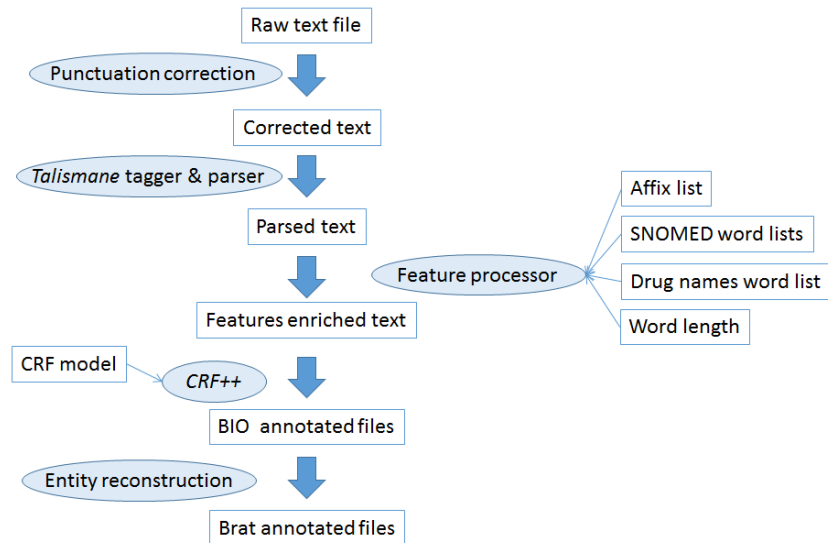 Raw text file
Punctuation correction
Corrected text
Talismane tagger & parser
Parsed text
Affix list
SNOMED word lists
Feature processor
Drug names word list
Word length
Features enriched text
CRF model
CRF++
BIO annotated files
Entity reconstruction
Brat annotated files